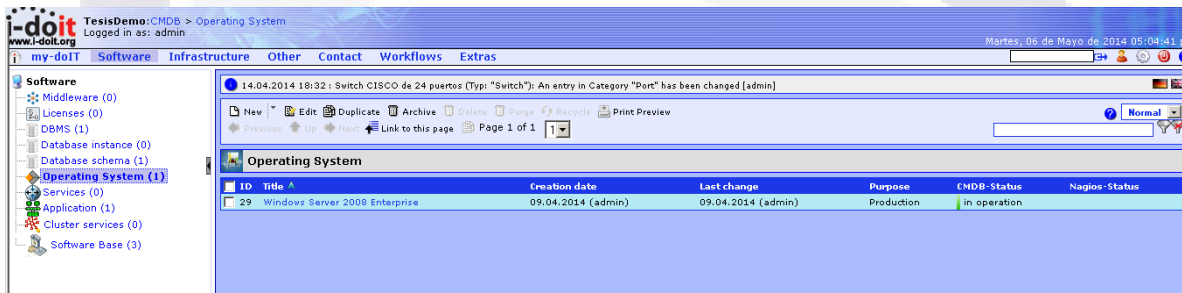 i-doit
www.i-doit.org
TesisDemo:CMDB > Operating System
Logged in as: admin
Martes, 06 de Mayo de 2014 05:04:41
my-doIT Software Infrastructure Other Contact Workflows Extras
Software
Middleware (0)
Licenses (0)
DBMS (1)
Database instance (0)
Database schema (1)
Operating System (1)
Services (0)
Application (1)
Cluster services (0)
Software Base (3)
14.04.2014 18:32 : Switch CISCO de 24 puertos (Typ: "Switch"): An entry in Category "Port" has been changed [admin]
New Edit Duplicate Archive Delete Purge Recycle Print Preview
Previous Up Next Link to this page Page 1 of 1 1
Normal
Operating System
ID Title Creation date Last change Purpose CMDB-Status Nagios-Status
29 Windows Server 2008 Enterprise 09.04.2014 (admin) 09.04.2014 (admin) Production in operation